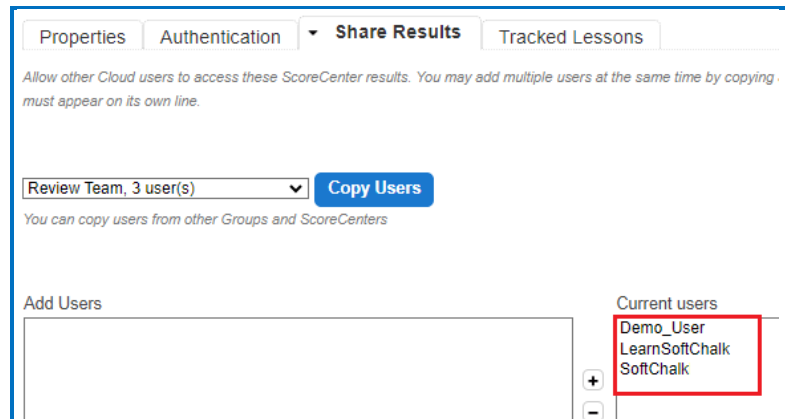 Properties Authentication Share Results Tracked Lessons
Allow other Cloud users to access these ScoreCenter results. You may add multiple users at the same time by copying
must appear on its own line.
Review Team, 3 user(s) Copy Users
You can copy users from other Groups and ScoreCenters
Add Users Current users
Demo_User
LearnSoftChalk
SoftChalk
+
−